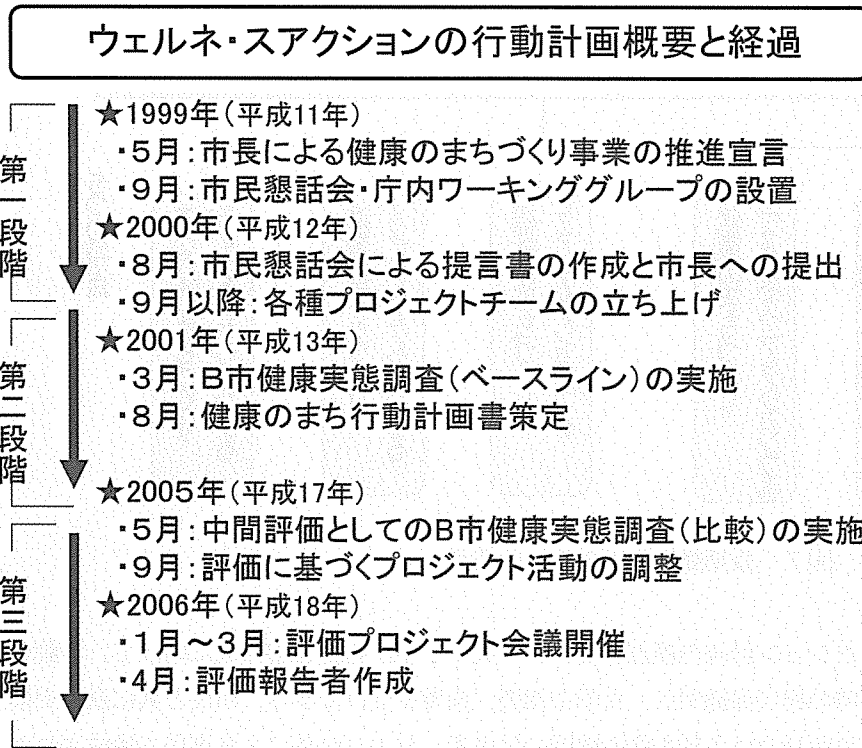 ウェルネ・スアクションの行動計画概要と経過
第一段階
★1999年(平成11年)
・5月:市長による健康のまちづくり事業の推進宣言
・9月:市民懇話会・庁内ワーキンググループの設置
★2000年(平成12年)
・8月:市民懇話会による提言書の作成と市長への提出
・9月以降:各種プロジェクトチームの立ち上げ
第二段階
★2001年(平成13年)
・3月:B市健康実態調査(ベースライン)の実施
・8月:健康のまち行動計画書策定
第三段階
★2005年(平成17年)
・5月:中間評価としてのB市健康実態調査(比較)の実施
・9月:評価に基づくプロジェクト活動の調整
★2006年(平成18年)
・1月～3月:評価プロジェクト会議開催
・4月:評価報告者作成